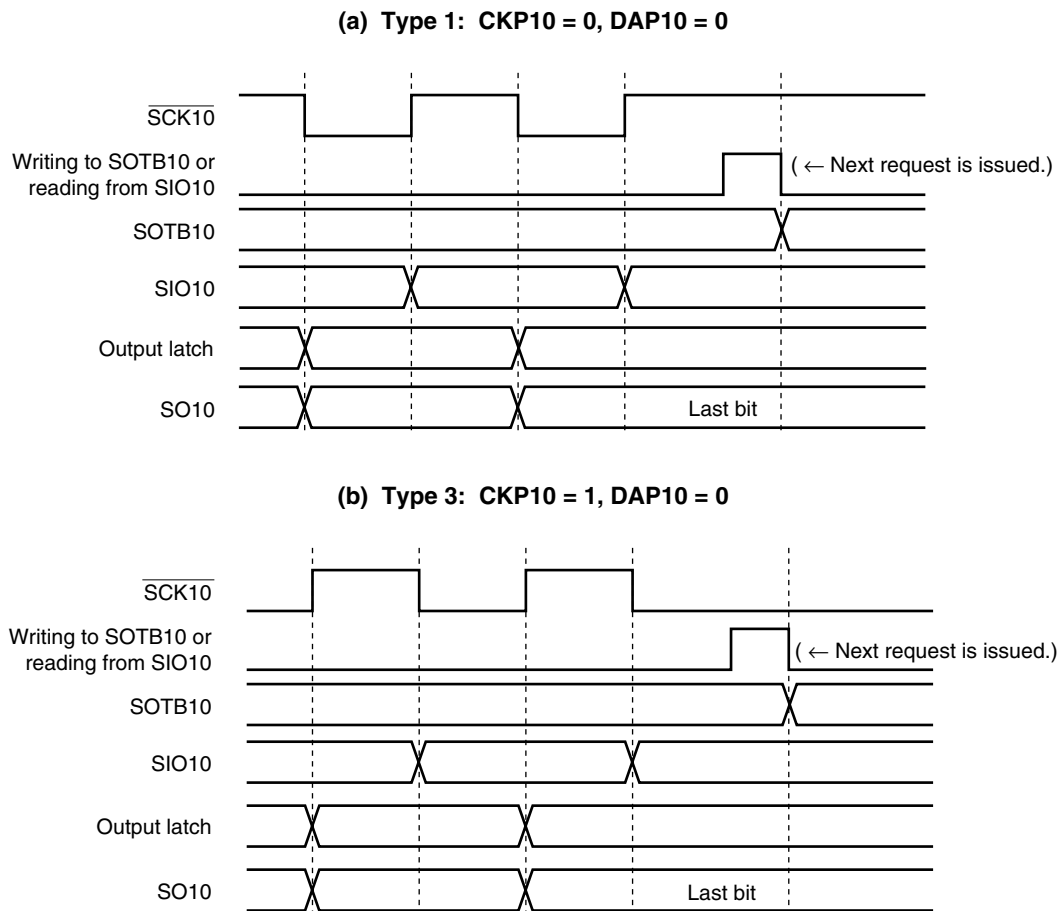 (a) Type 1: CKP10 = 0, DAP10 = 0
SCK10
Writing to SOTB10 or
reading from SIO10
( ← Next request is issued.)
SOTB10
SIO10
Output latch
SO10
Last bit
(b) Type 3: CKP10 = 1, DAP10 = 0
SCK10
Writing to SOTB10 or
reading from SIO10
( ← Next request is issued.)
SOTB10
SIO10
Output latch
SO10
Last bit